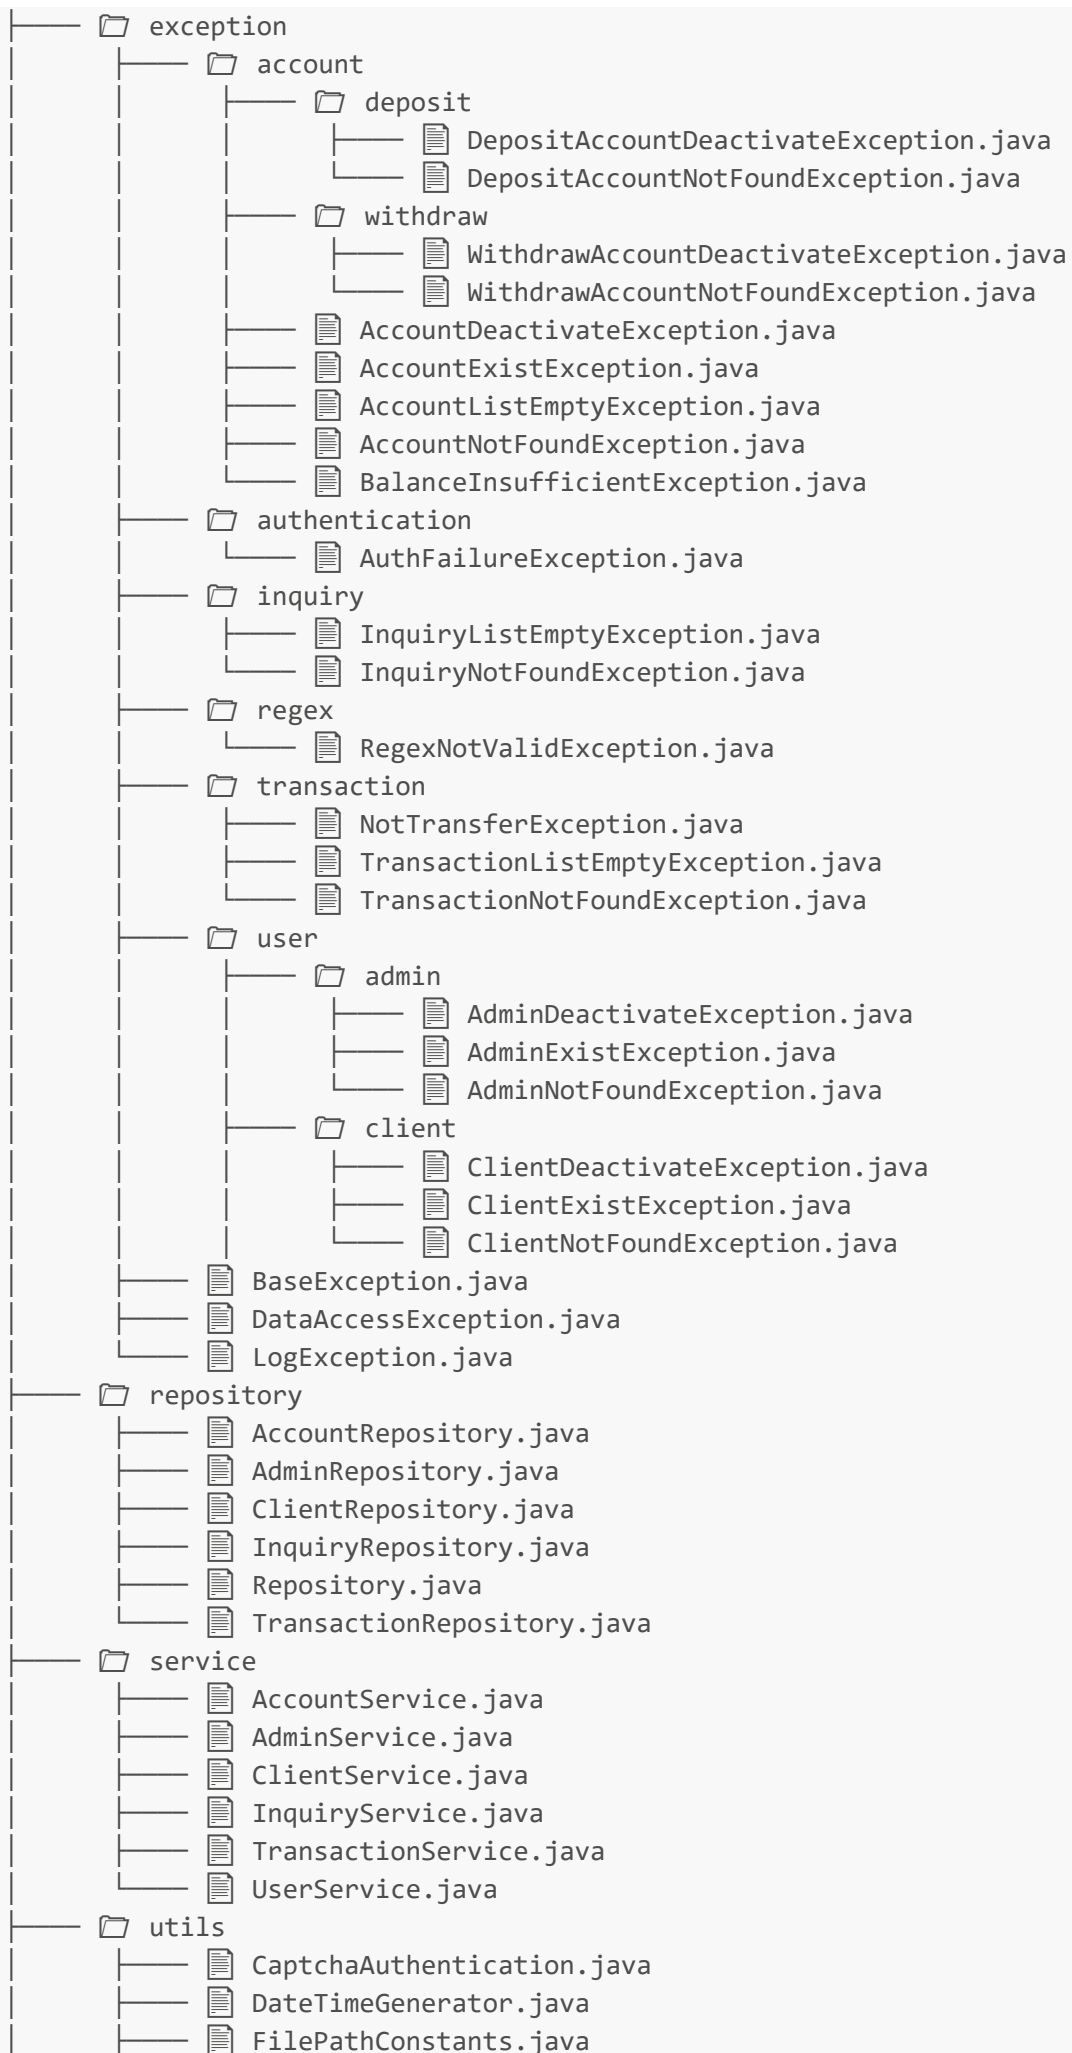 exception
account
deposit
DepositAccountDeactivateException.java
DepositAccountNotFoundException.java
withdraw
WithdrawAccountDeactivateException.java
WithdrawAccountNotFoundException.java
AccountDeactivateException.java
AccountExistException.java
AccountListEmptyException.java
AccountNotFoundException.java
BalanceInsufficientException.java
authentication
AuthFailureException.java
inquiry
InquiryListEmptyException.java
InquiryNotFoundException.java
regex
RegexNotValidException.java
transaction
NotTransferException.java
TransactionListEmptyException.java
TransactionNotFoundException.java
user
admin
AdminDeactivateException.java
AdminExistException.java
AdminNotFoundException.java
client
ClientDeactivateException.java
ClientExistException.java
ClientNotFoundException.java
BaseException.java
DataAccessException.java
LogException.java
repository
AccountRepository.java
AdminRepository.java
ClientRepository.java
InquiryRepository.java
Repository.java
TransactionRepository.java
service
AccountService.java
AdminService.java
ClientService.java
InquiryService.java
TransactionService.java
UserService.java
utils
CaptchaAuthentication.java
DateTimeGenerator.java
FilePathConstants.java